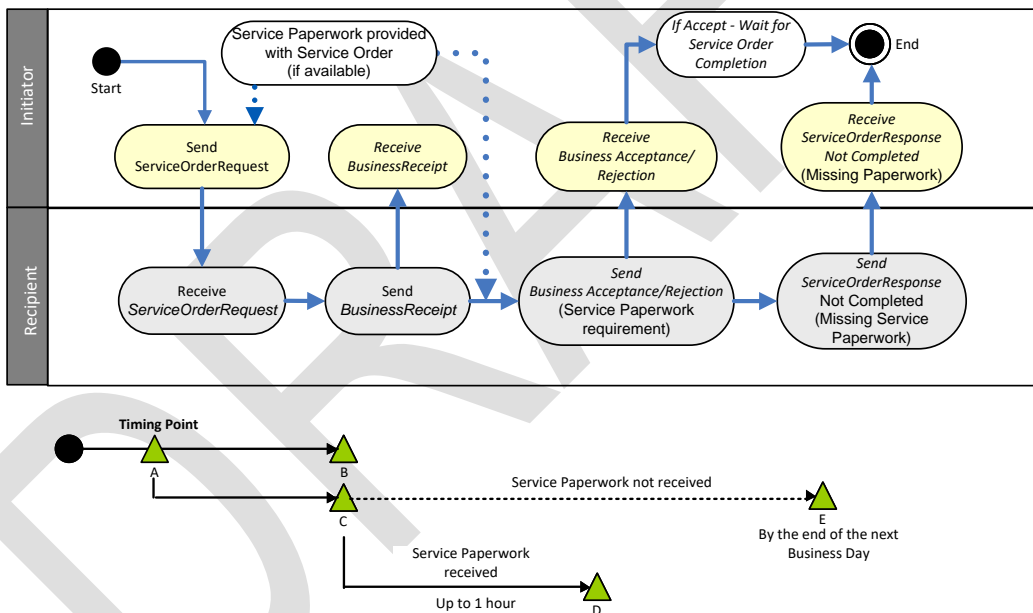 Initiator
Service Paperwork provided
with Service Order
(if available)
If Accept - Wait for
Service Order
Completion
End
Start
Send
ServiceOrderRequest
Receive
BusinessReceipt
Receive
Business Acceptance/
Rejection
Receive
ServiceOrderResponse
Not Completed
(Missing Paperwork)
Recipient
Receive
ServiceOrderRequest
Send
BusinessReceipt
Send
Business Acceptance/Rejection
(Service Paperwork
requirement)
Send
ServiceOrderResponse
Not Completed
(Missing Service
Paperwork)
Timing Point
A
B
C
Service Paperwork not received
E
By the end of the next
Business Day
Service Paperwork
received
Up to 1 hour
D
DRAF